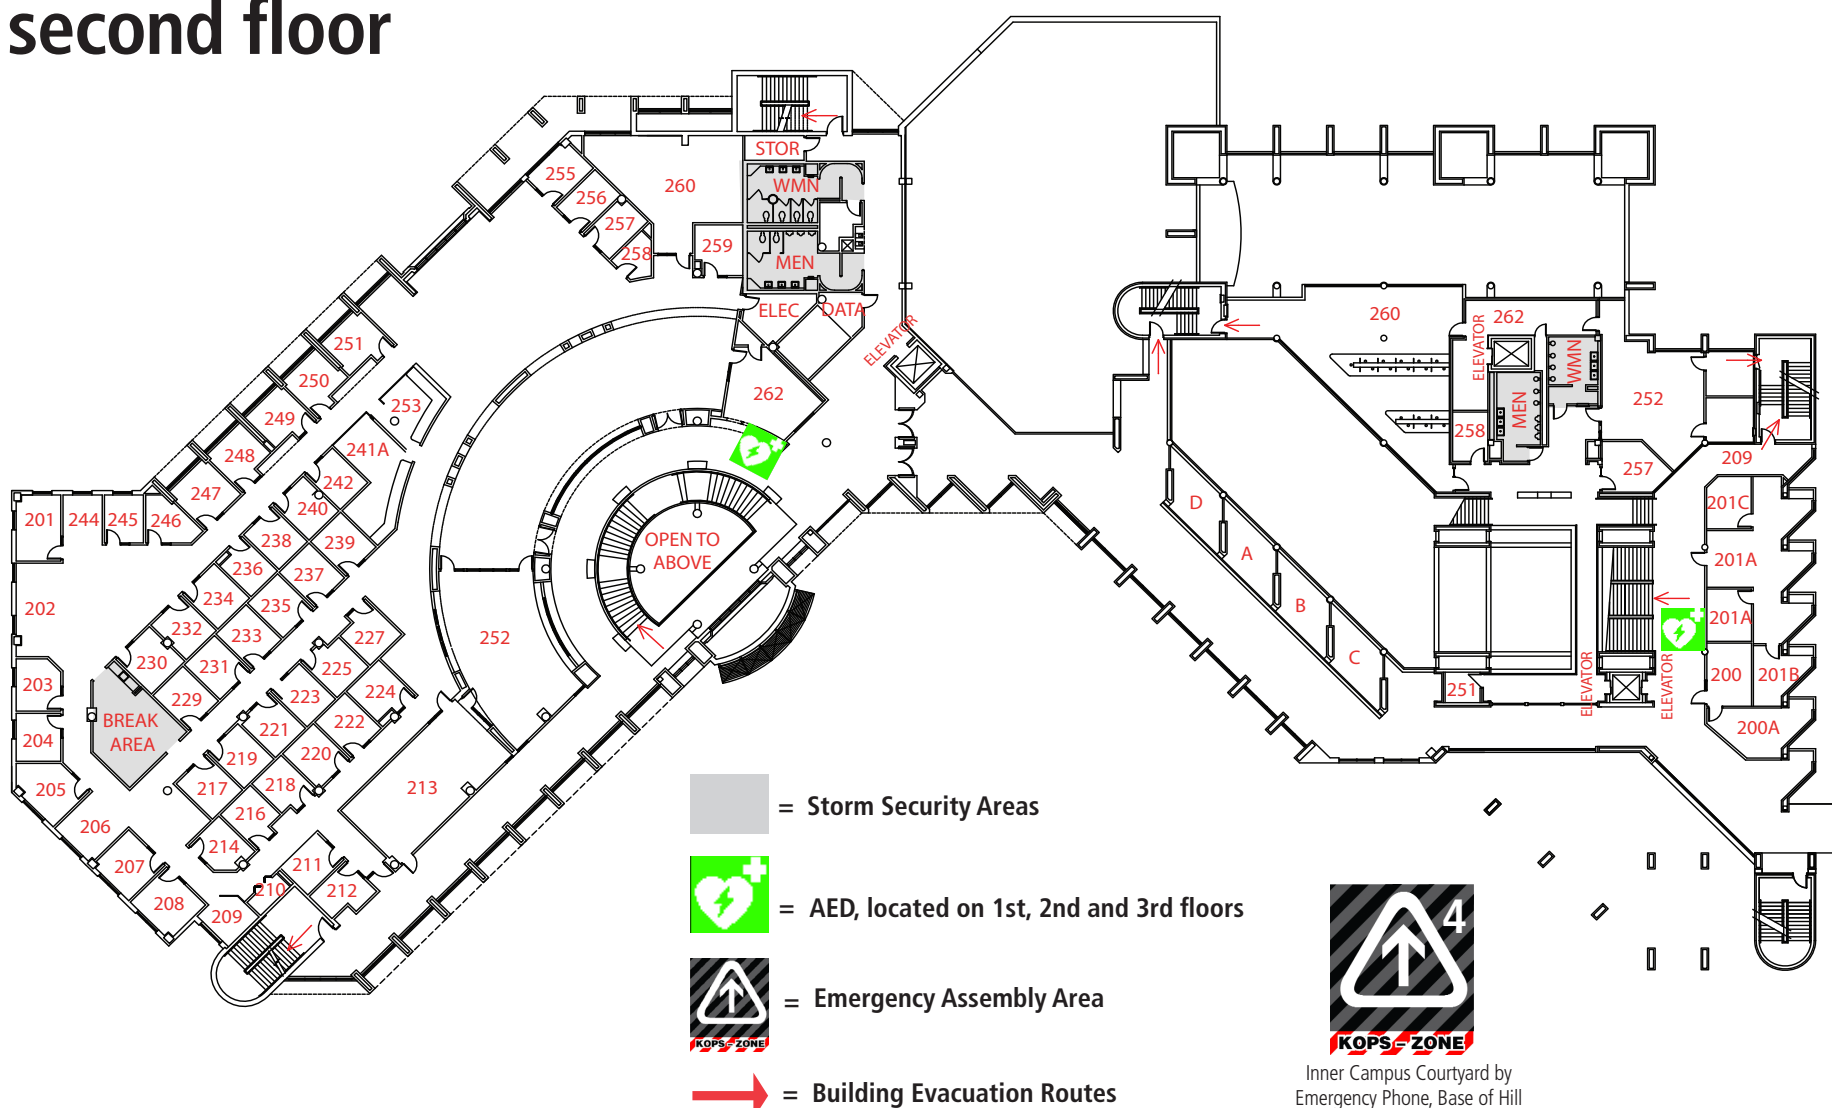 second floor
STOR
WMN
MEN
ELEC
DATA
ELEVATOR
255
256
257
258
259
260
262
251
250
249
248
247
253
241A
242
240
239
238
237
236
235
234
233
232
231
230
229
201
244
245
246
202
203
204
205
206
207
208
209
210
211
212
213
214
216
217
218
219
220
221
222
223
224
225
227
252
BREAK
AREA
OPEN TO
ABOVE
260
262
ELEVATOR
WMN
MEN
258
252
257
209
201C
201A
201A
200
201B
200A
D
A
B
C
251
ELEVATOR
ELEVATOR
= Storm Security Areas
= AED, located on 1st, 2nd and 3rd floors
KOPS - ZONE
= Emergency Assembly Area
= Building Evacuation Routes
4
KOPS - ZONE
Inner Campus Courtyard by
Emergency Phone, Base of Hill